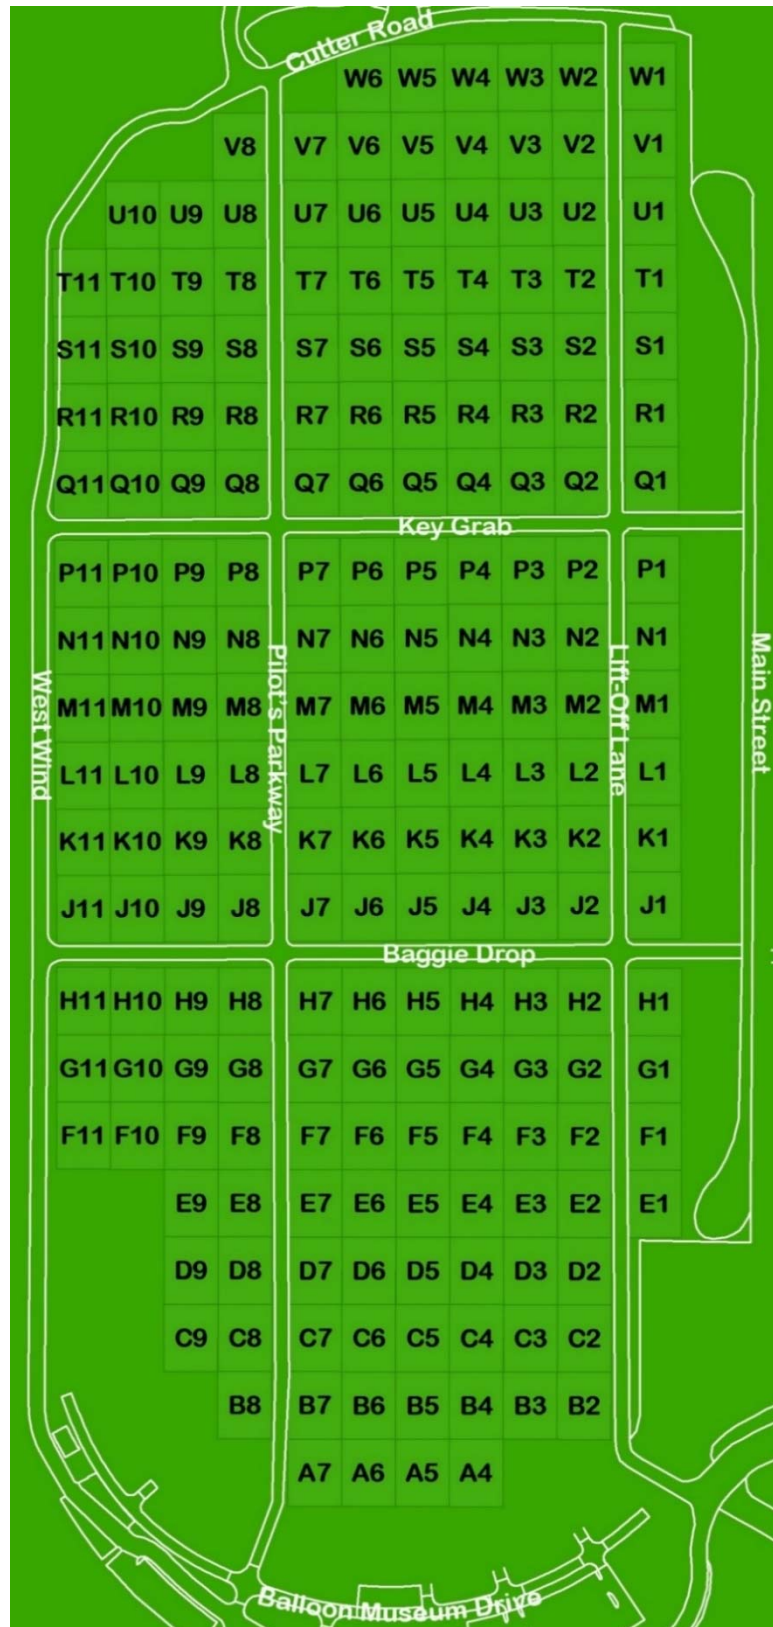 Cutter Road
W6 W5 W4 W3 W2 W1
V8 V7 V6 V5 V4 V3 V2 V1
U10 U9 U8 U7 U6 U5 U4 U3 U2 U1
T11 T10 T9 T8 T7 T6 T5 T4 T3 T2 T1
S11 S10 S9 S8 S7 S6 S5 S4 S3 S2 S1
R11 R10 R9 R8 R7 R6 R5 R4 R3 R2 R1
Q11 Q10 Q9 Q8 Q7 Q6 Q5 Q4 Q3 Q2 Q1
Key Grab
P11 P10 P9 P8 P7 P6 P5 P4 P3 P2 P1
N11 N10 N9 N8 N7 N6 N5 N4 N3 N2 N1
M11 M10 M9 M8 M7 M6 M5 M4 M3 M2 M1
L11 L10 L9 L8 L7 L6 L5 L4 L3 L2 L1
K11 K10 K9 K8 K7 K6 K5 K4 K3 K2 K1
J11 J10 J9 J8 J7 J6 J5 J4 J3 J2 J1
West Wind
Pilot's Parkway
Lift-Off Lane
Main Street
Baggie Drop
H11 H10 H9 H8 H7 H6 H5 H4 H3 H2 H1
G11 G10 G9 G8 G7 G6 G5 G4 G3 G2 G1
F11 F10 F9 F8 F7 F6 F5 F4 F3 F2 F1
E9 E8 E7 E6 E5 E4 E3 E2 E1
D9 D8 D7 D6 D5 D4 D3 D2
C9 C8 C7 C6 C5 C4 C3 C2
B8 B7 B6 B5 B4 B3 B2
A7 A6 A5 A4
Balloon Museum Drive